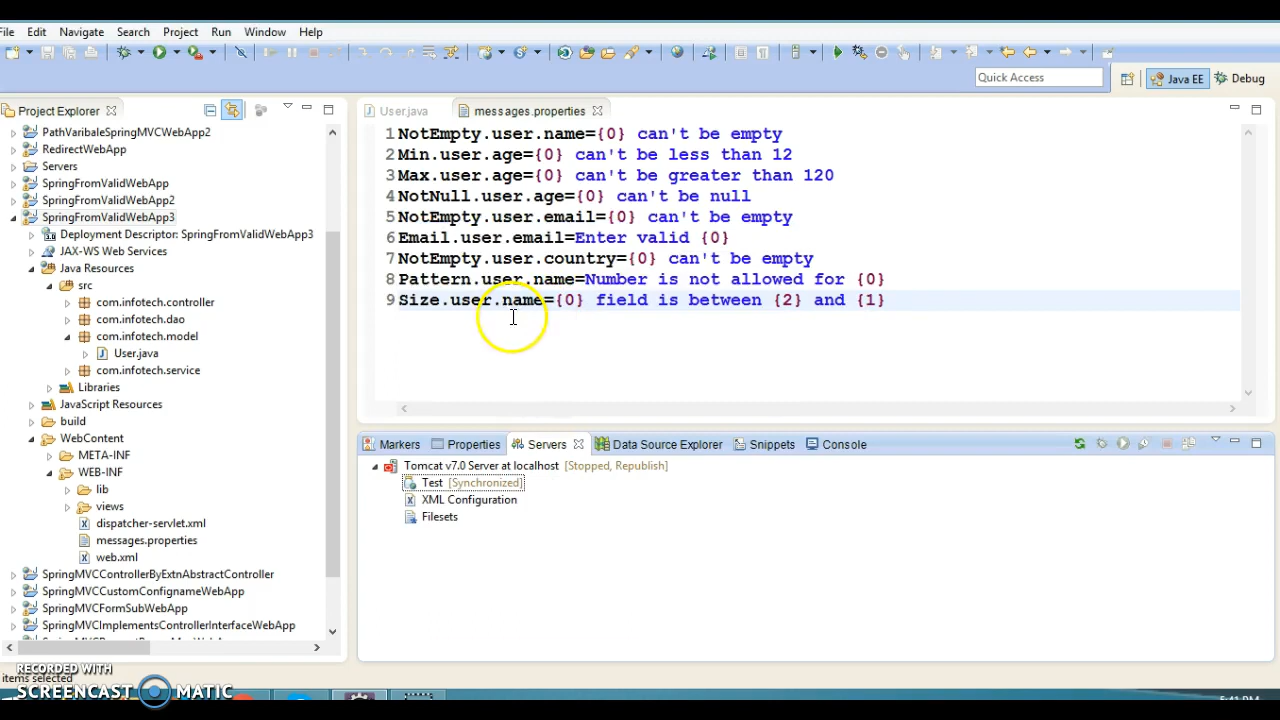 File Edit Navigate Search Project Run Window Help
Quick Access Java EE Debug
Project Explorer
PathVaribaleSpringMVCWebApp2
RedirectWebApp
Servers
SpringFromValidWebApp
SpringFromValidWebApp2
SpringFromValidWebApp3
Deployment Descriptor: SpringFromValidWebApp3
JAX-WS Web Services
Java Resources
src
com.infotech.controller
com.infotech.dao
com.infotech.model
User.java
com.infotech.service
Libraries
JavaScript Resources
build
WebContent
META-INF
WEB-INF
lib
views
dispatcher-servlet.xml
messages.properties
web.xml
SpringMVCControllerByExtnAbstractController
SpringMVCCustomConfignameWebApp
SpringMVCFormSubWebApp
SpringMVCImplementsControllerInterfaceWebApp
User.java messages.properties
1 NotEmpty.user.name={0} can't be empty
2 Min.user.age={0} can't be less than 12
3 Max.user.age={0} can't be greater than 120
4 NotNull.user.age={0} can't be null
5 NotEmpty.user.email={0} can't be empty
6 Email.user.email=Enter valid {0}
7 NotEmpty.user.country={0} can't be empty
8 Pattern.user.name=Number is not allowed for {0}
9 Size.user.name={0} field is between {2} and {1}
Markers Properties Servers Data Source Explorer Snippets Console
Tomcat v7.0 Server at localhost [Stopped, Republish]
Test [Synchronized]
XML Configuration
Filesets
items selected
RECORDED WITH
SCREENCAST MATIC